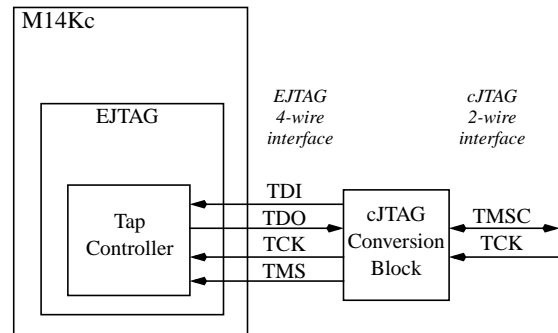 M14Kc
EJTAG
4-wire
interface
cJTAG
2-wire
interface
EJTAG
Tap
Controller
TDI
TDO
TCK
TMS
cJTAG
Conversion
Block
TMSC
TCK